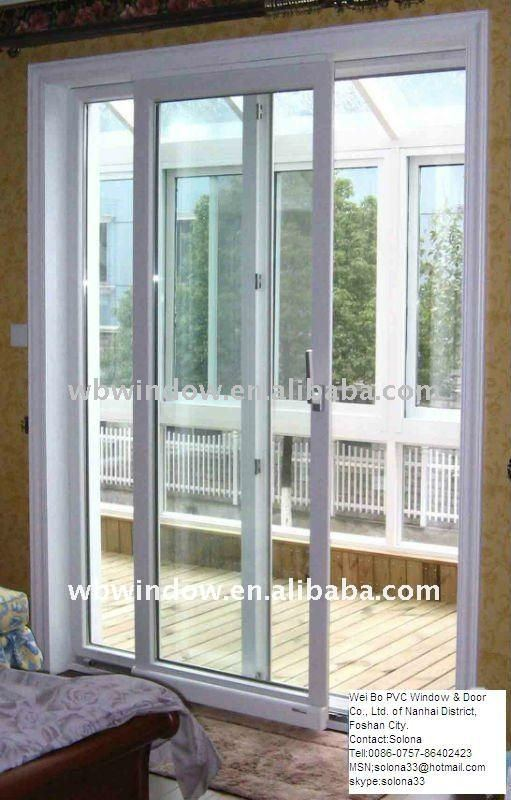 wbwindow.en.alibaba.com
wbwindow.en.alibaba.com
Wei Bo PVC Window & Door
Co., Ltd. of Nanhai District,
Foshan City.
Contact:Solona
Tell:0086-0757-86402423
MSN;solona33@hotmail.com
skype:solona33